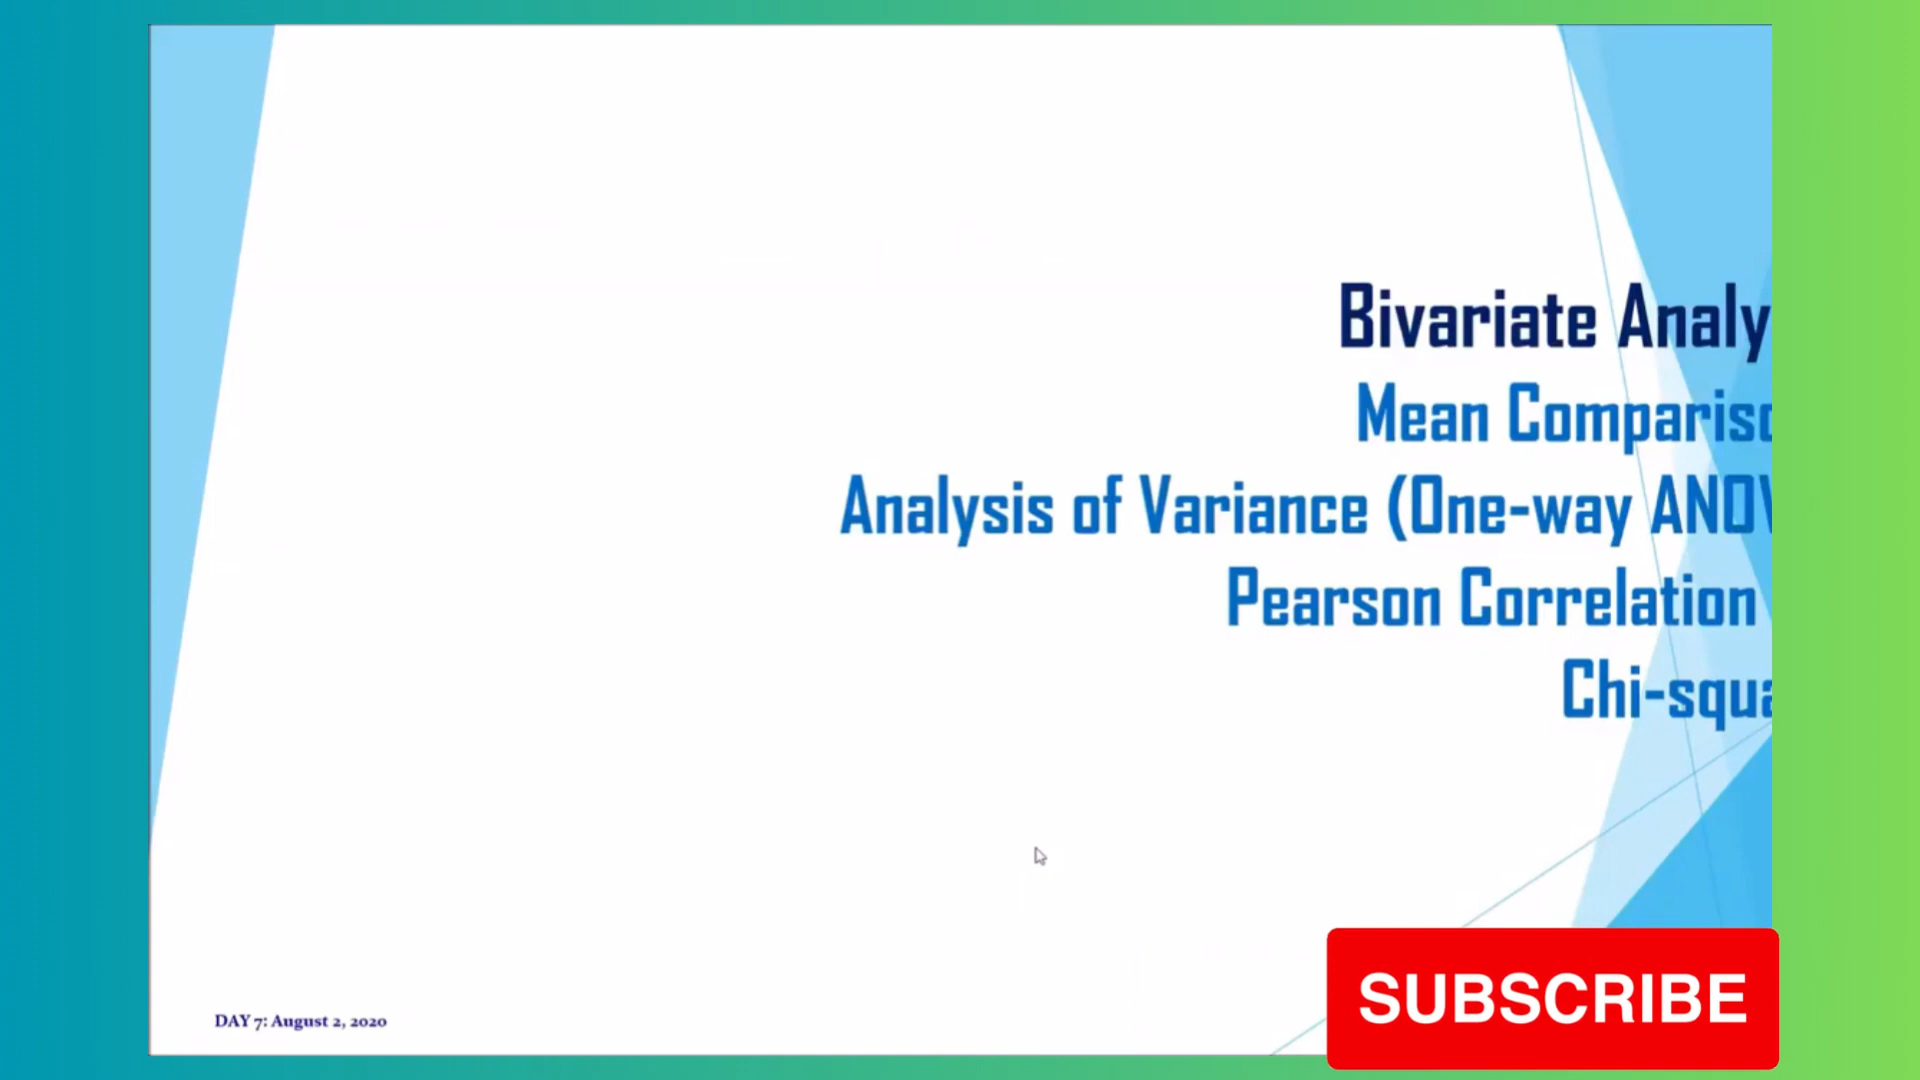 Bivariate Analy
Mean Compariso
Analysis of Variance (One-way ANOV
Pearson Correlation
Chi-squa
DAY 7: August 2, 2020
SUBSCRIBE